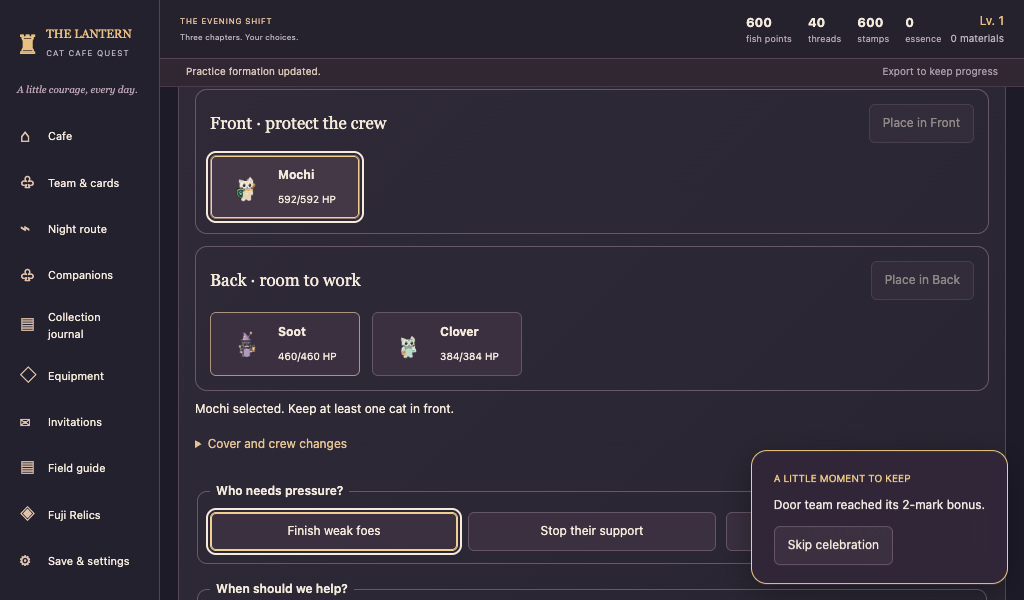 THE LANTERN
CAT CAFE QUEST
A little courage, every day.
Cafe
Team & cards
Night route
Companions
Collection
journal
Equipment
Invitations
Field guide
Fuji Relics
Save & settings
THE EVENING SHIFT
Three chapters. Your choices.
600
fish points
40
threads
600
stamps
0
essence
Lv. 1
0 materials
Practice formation updated.
Export to keep progress
Front · protect the crew
Place in Front
Mochi
592/592 HP
Back · room to work
Place in Back
Soot
460/460 HP
Clover
384/384 HP
Mochi selected. Keep at least one cat in front.
Cover and crew changes
Who needs pressure?
Finish weak foes
Stop their support
When should we help?
A LITTLE MOMENT TO KEEP
Door team reached its 2-mark bonus.
Skip celebration